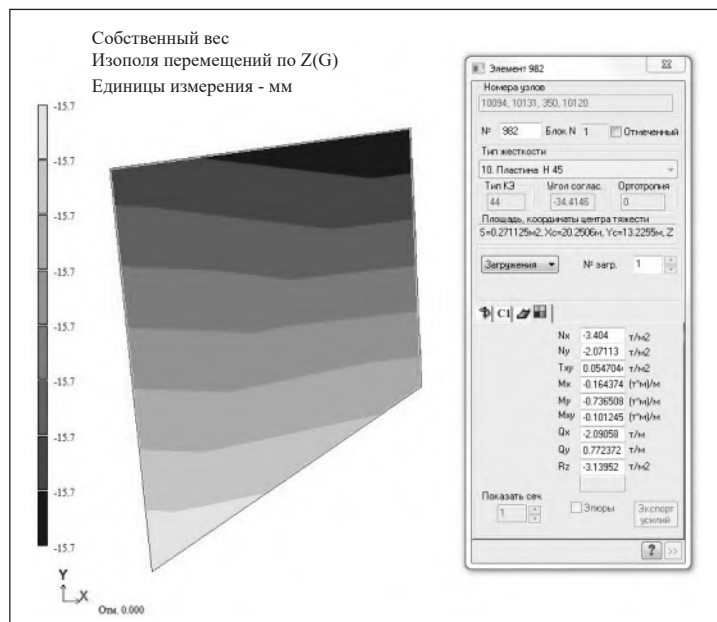 Собственный вес
Изополя перемещений по Z(G)
Единицы измерения - мм
-15.7
-15.7
-15.7
-15.7
-15.7
-15.7
-15.7
-15.7
-15.7
Y
X
Отм. 0.000
Элемент 982
Номера узлов
10094, 10131, 350, 10120
№ 982 Блок N 1 Отмеченный
Тип жесткости
10. Пластина H 45
Тип КЭ Угол соглас. Ортотропия
44 -34.4146 0
Площадь, координаты центра тяжести
S=0.271125м2, Xc=20.2506м, Yc=13.2255м, Z
Загружения № загр. 1
C1
Nx -3.404 т/м2
Ny -2.07113 т/м2
Txy 0.054704 т/м2
Mx -0.164374 (т*м)/м
My -0.736508 (т*м)/м
Mxy -0.101245 (т*м)/м
Qx -2.09058 т/м
Qy 0.772372 т/м
Rz -3.13952 т/м2
Показать сеч.
1 Эпюры Экспорт усилий
? >>